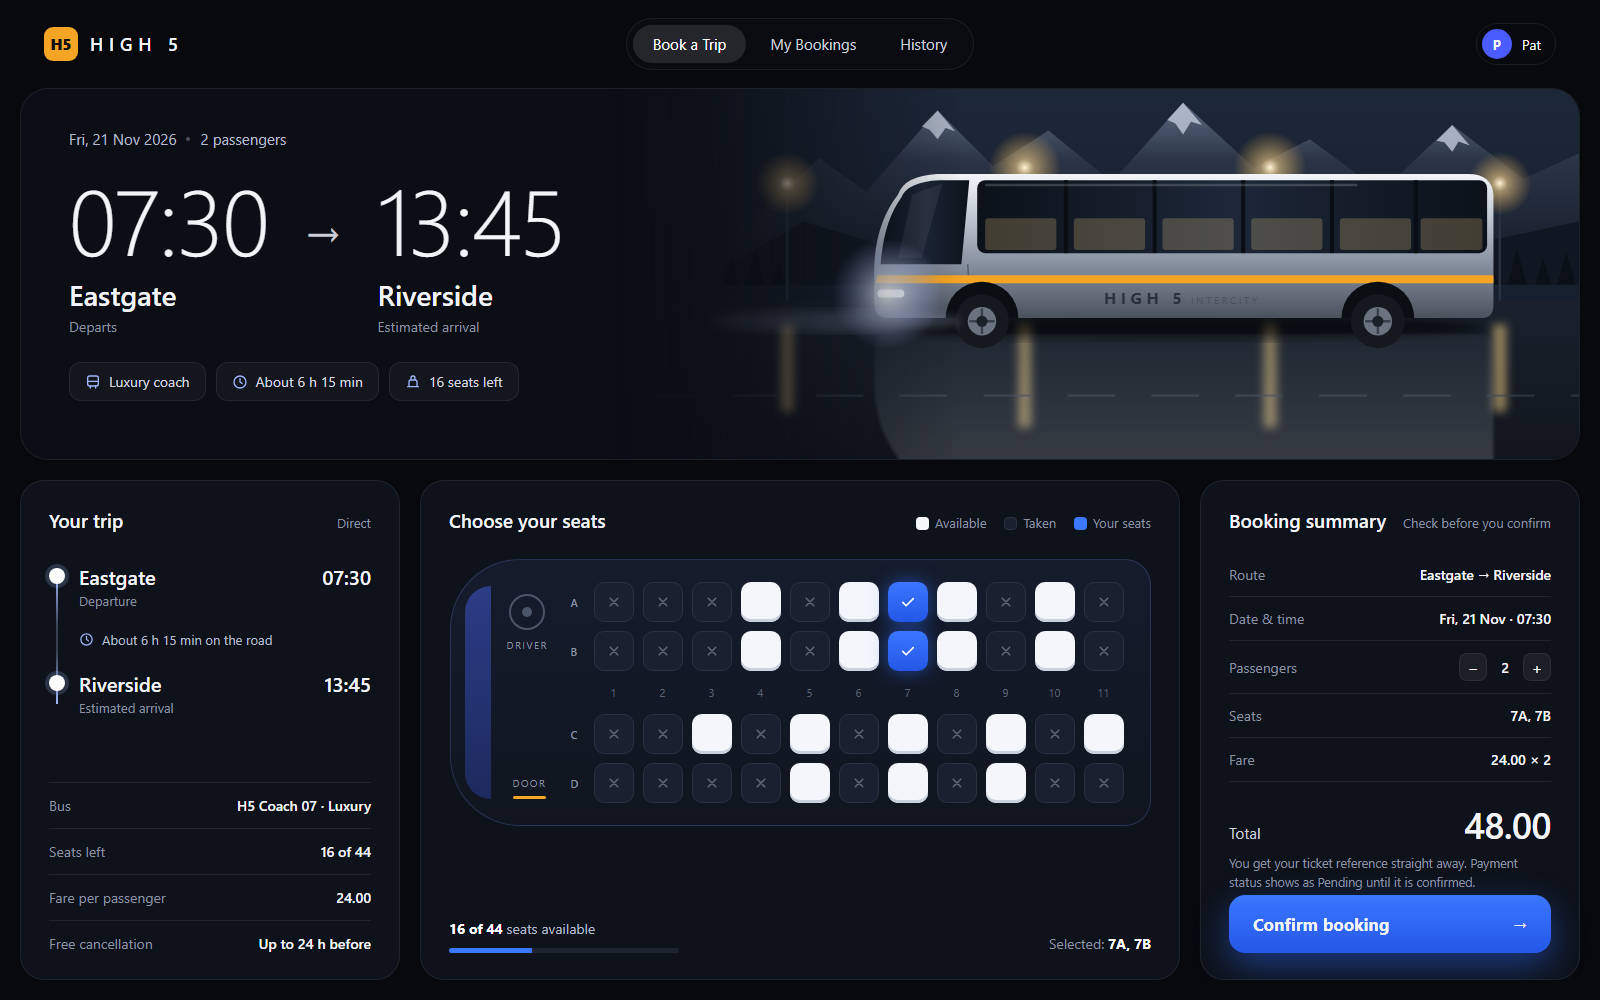 H5 HIGH 5
Book a Trip My Bookings History
P Pat
Fri, 21 Nov 2026 • 2 passengers
07:30 → 13:45
Eastgate Riverside
Departs Estimated arrival
Luxury coach About 6 h 15 min 16 seats left
HIGH 5 INTERCITY
Your trip Direct
Eastgate 07:30
Departure
About 6 h 15 min on the road
Riverside 13:45
Estimated arrival
Bus H5 Coach 07 · Luxury
Seats left 16 of 44
Fare per passenger 24.00
Free cancellation Up to 24 h before
Choose your seats Available Taken Your seats
A
DRIVER B
1 2 3 4 5 6 7 8 9 10 11
C
DOOR D
16 of 44 seats available
Selected: 7A, 7B
Booking summary Check before you confirm
Route Eastgate → Riverside
Date & time Fri, 21 Nov · 07:30
Passengers − 2 +
Seats 7A, 7B
Fare 24.00 × 2
Total 48.00
You get your ticket reference straight away. Payment
status shows as Pending until it is confirmed.
Confirm booking →